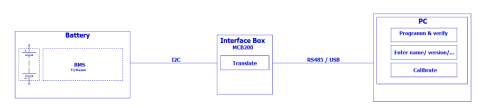 Battery
BMS
I2C
Interface Box
MCB200
Translate
RS485 / USB
PC
Programm & verify
Enter name/ version/...
Calibrate